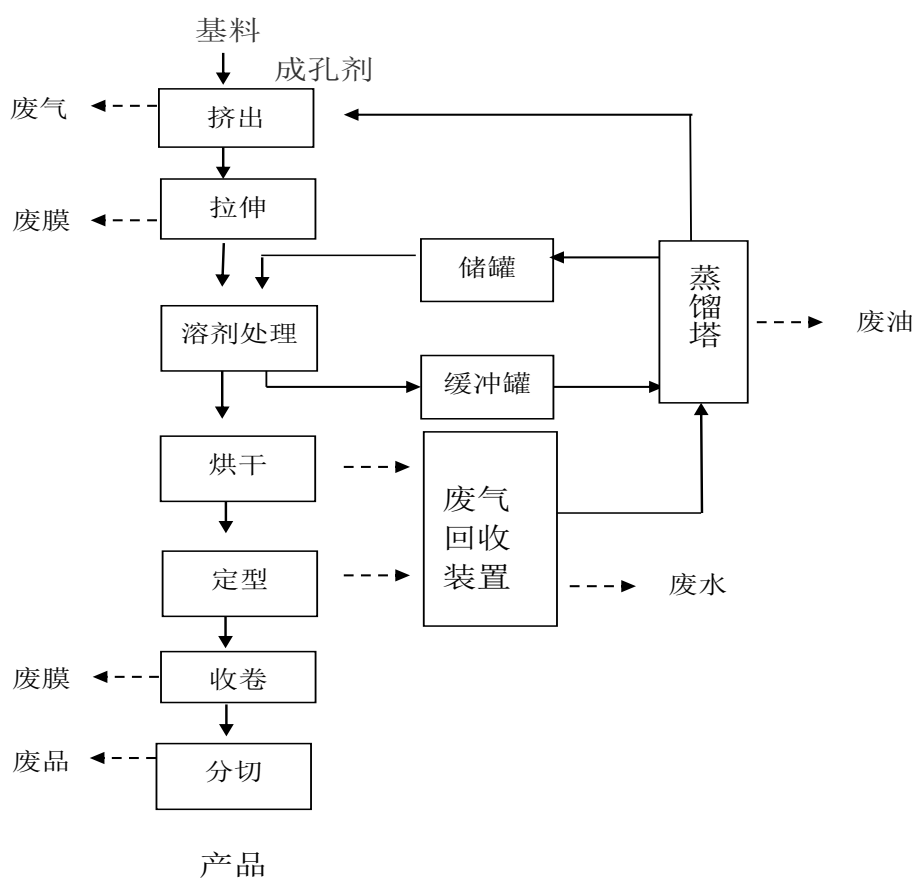 基料
成孔剂
废气
挤出
废膜
拉伸
储罐
蒸
馏
塔
溶剂处理
废油
缓冲罐
烘干
废气
回收
装置
定型
废水
废膜
收卷
废品
分切
产品